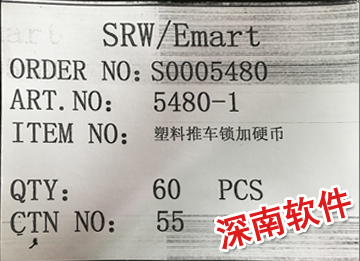 SRW/Emart
ORDER NO: S0005480
ART.NO: 5480-1
ITEM NO: 塑料推车锁加硬币
QTY: 60 PCS
CTN NO: 55
深南软件